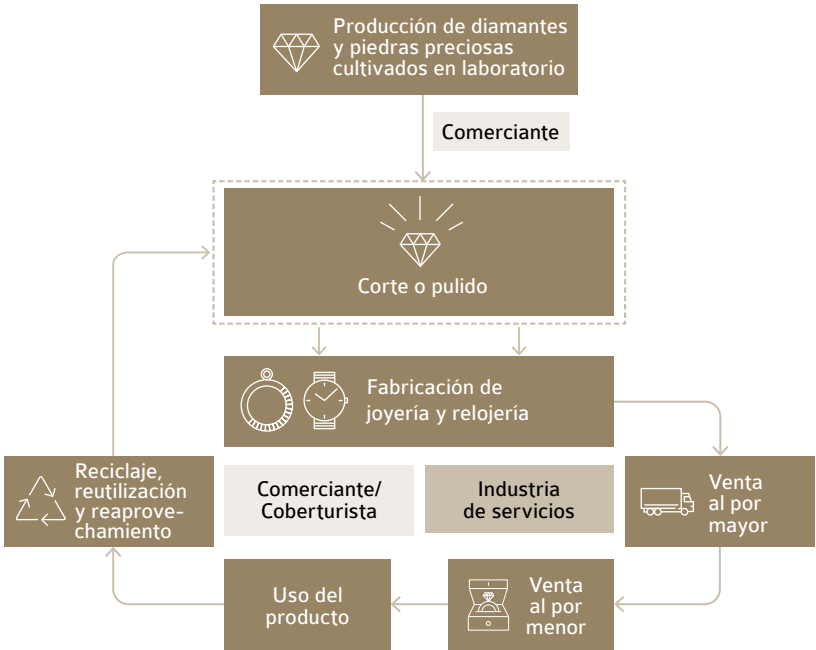 Producción de diamantes
y piedras preciosas
cultivados en laboratorio
Comerciante
Corte o pulido
Fabricación de
joyería y relojería
Reciclaje,
reutilización
y reaprove-
chamiento
Comerciante/
Coberturista
Industria
de servicios
Venta
al por
mayor
Uso del
producto
Venta
al por
menor